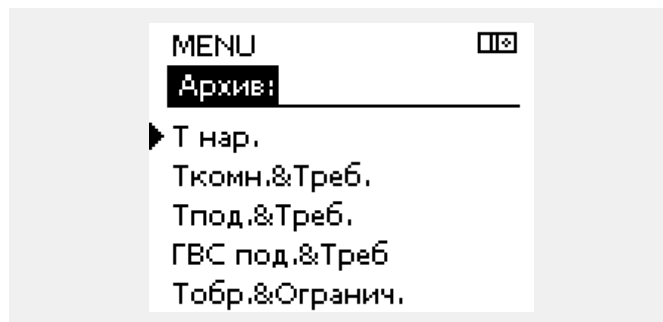 MENU
Архив:
Т нар.
Ткомн.&Треб.
Тпод.&Треб.
ГВС под.&Треб
Тобр.&Огранич.